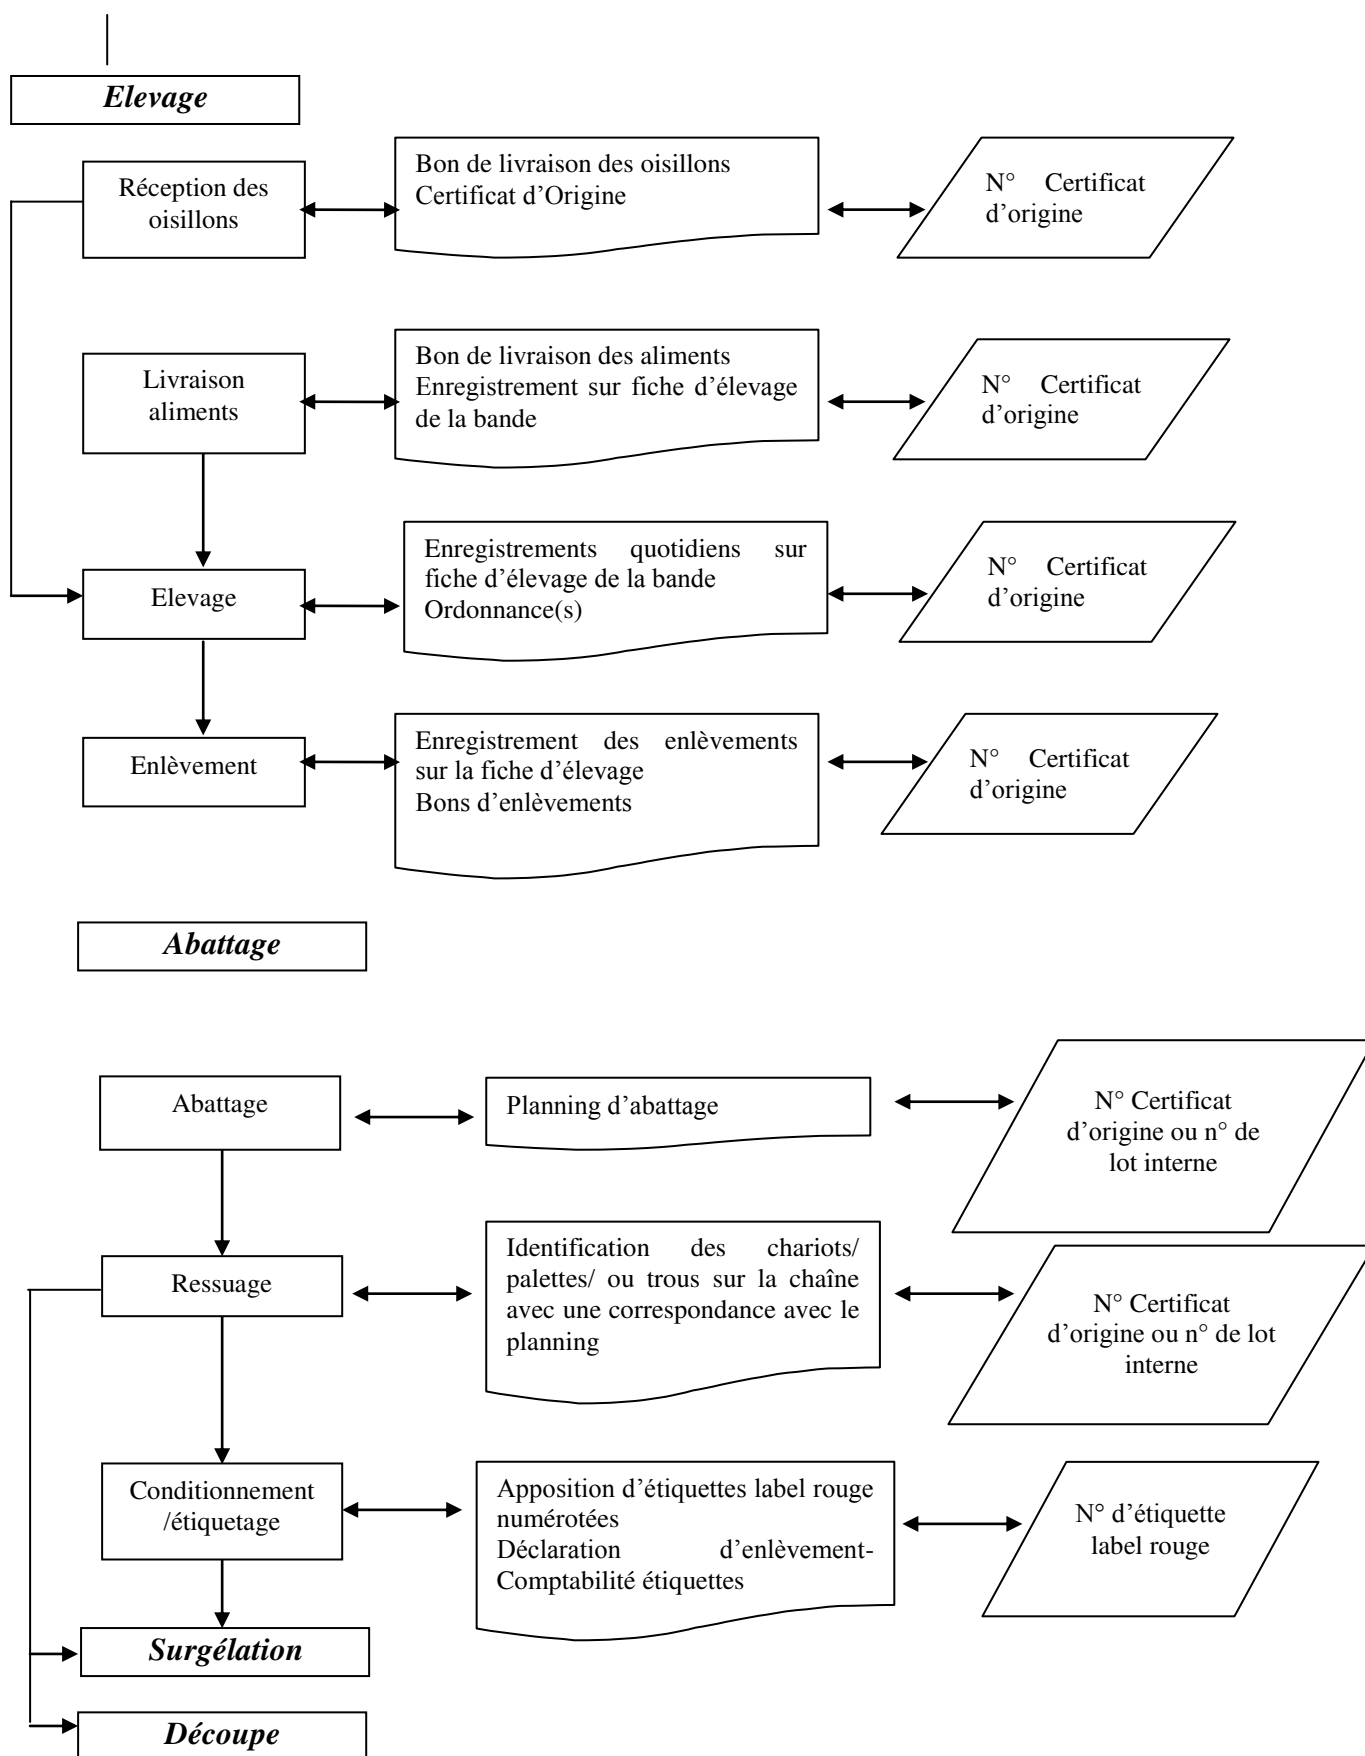 Elevage
Réception des
oisillons
Bon de livraison des oisillons
Certificat d’Origine
N° Certificat
d’origine
Livraison
aliments
Bon de livraison des aliments
Enregistrement sur fiche d’élevage
de la bande
N° Certificat
d’origine
Elevage
Enregistrements quotidiens sur
fiche d’élevage de la bande
Ordonnance(s)
N° Certificat
d’origine
Enlèvement
Enregistrement des enlèvements
sur la fiche d’élevage
Bons d’enlèvements
N° Certificat
d’origine
Abattage
Abattage
Planning d’abattage
N° Certificat
d’origine ou n° de
lot interne
Ressuage
Identification des chariots/
palettes/ ou trous sur la chaîne
avec une correspondance avec le
planning
N° Certificat
d’origine ou n° de lot
interne
Conditionnement
/étiquetage
Apposition d’étiquettes label rouge
numérotées
Déclaration d’enlèvement-
Comptabilité étiquettes
N° d’étiquette
label rouge
Surgélation
Découpe